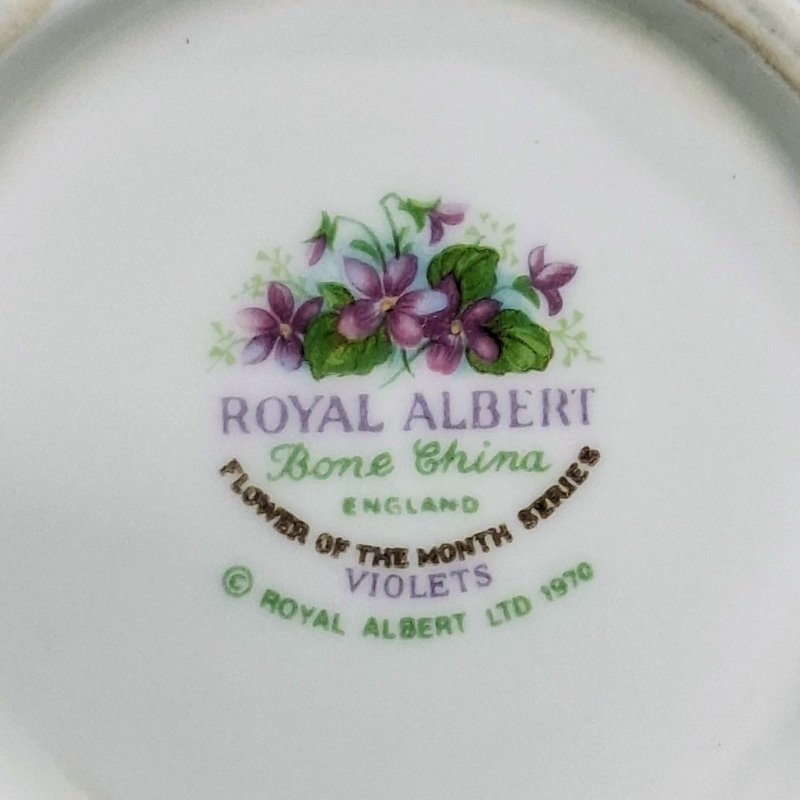 ROYAL ALBERT
Bone China
ENGLAND
FLOWER OF THE MONTH SERIES
VIOLETS
© ROYAL ALBERT LTD 1970